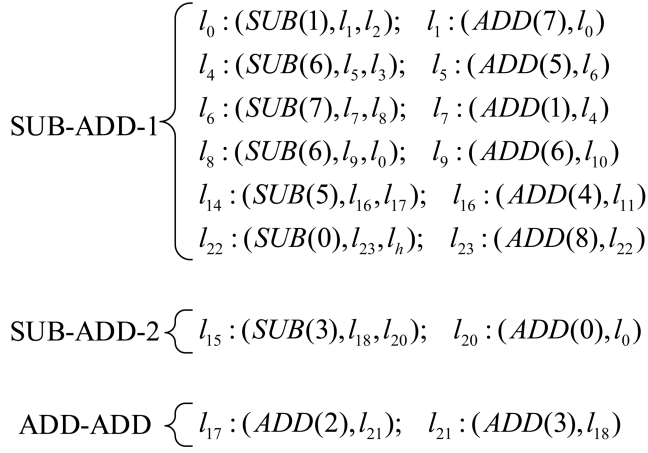 l₀ : (SUB(1), l₁, l₂); l₁ : (ADD(7), l₀)
l₄ : (SUB(6), l₅, l₃); l₅ : (ADD(5), l₆)
l₆ : (SUB(7), l₇, l₈); l₇ : (ADD(1), l₄)
SUB-ADD-1
l₈ : (SUB(6), l₉, l₀); l₉ : (ADD(6), l₁₀)
l₁₄ : (SUB(5), l₁₆, l₁₇); l₁₆ : (ADD(4), l₁₁)
l₂₂ : (SUB(0), l₂₃, lₕ); l₂₃ : (ADD(8), l₂₂)
SUB-ADD-2 { l₁₅ : (SUB(3), l₁₈, l₂₀); l₂₀ : (ADD(0), l₀)
ADD-ADD { l₁₇ : (ADD(2), l₂₁); l₂₁ : (ADD(3), l₁₈)